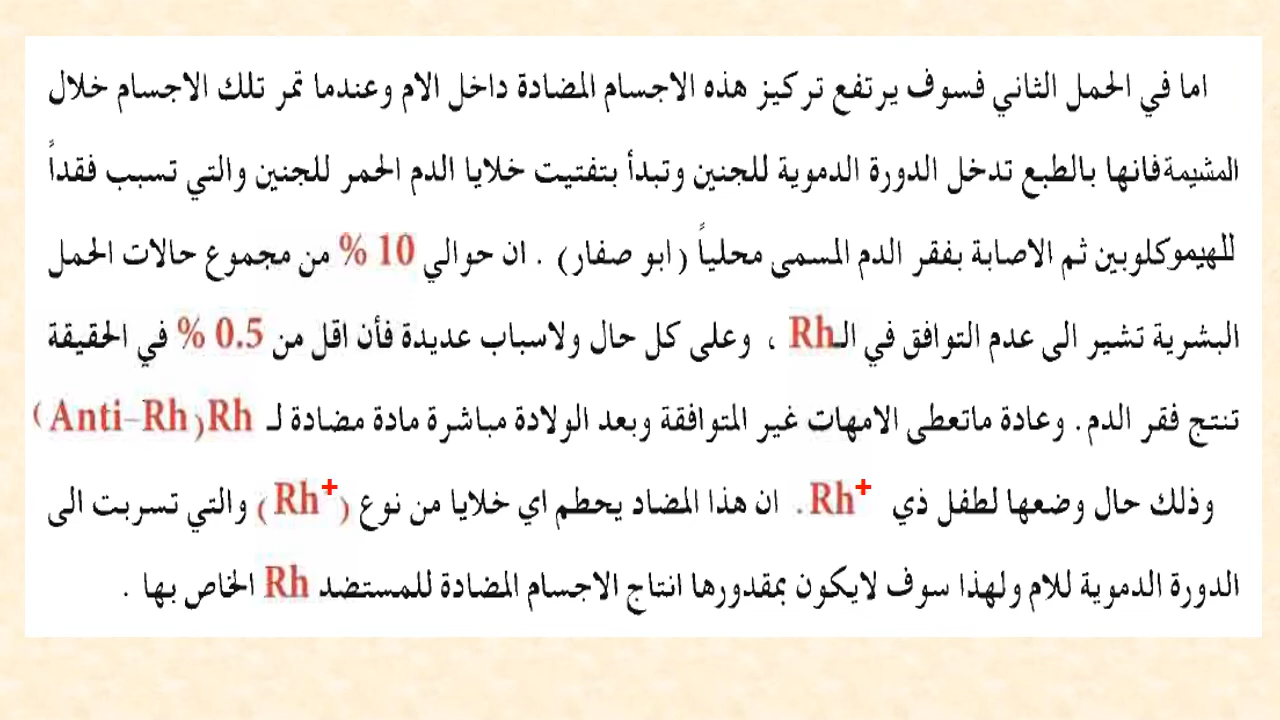 اما في الحمل الثاني فسوف يرتفع تركيز هذه الاجسام المضادة داخل الام وعندما تمر تلك الاجسام خلال
المشيمة فانها بالطبع تدخل الدورة الدموية للجنين وتبدأ بتفتيت خلايا الدم الحمر للجنين والتي تسبب فقداً
للهيموكلوبين ثم الاصابة بفقر الدم المسمى محلياً (ابو صفار) . ان حوالي 10 % من مجموع حالات الحمل
البشرية تشير الى عدم التوافق في الـRh ، وعلى كل حال ولاسباب عديدة فأن اقل من 0.5 % في الحقيقة
تنتج فقر الدم. وعادة ماتعطى الامهات غير المتوافقة وبعد الولادة مباشرة مادة مضادة لـ Rh(Anti-Rh)
وذلك حال وضعها لطفل ذي Rh+ . ان هذا المضاد يحطم اي خلايا من نوع (Rh+) والتي تسربت الى
الدورة الدموية للام ولهذا سوف لايكون بمقدورها انتاج الاجسام المضادة للمستضد Rh الخاص بها .